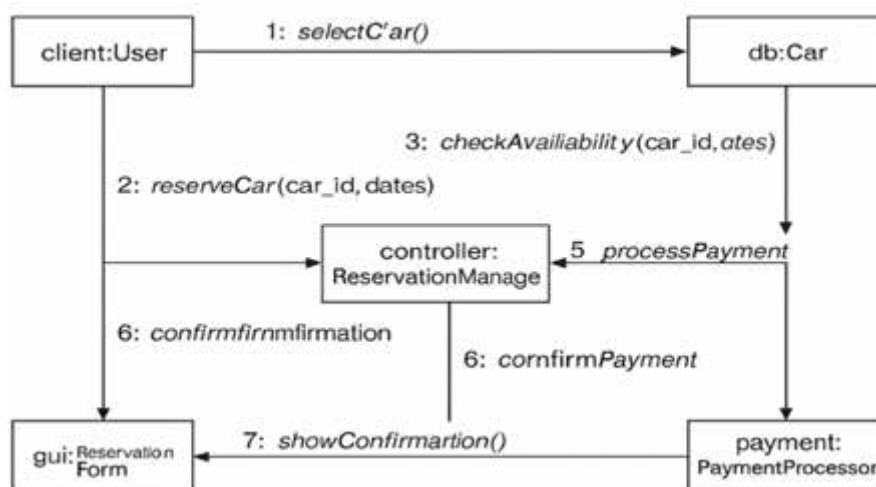 client:User
1: selectC'ar()
db:Car
3: checkAvailiability(car_id, ates)
2: reserveCar(car_id, dates)
controller:
ReservationManage
5 processPayment
6: confirmfirnmfirmation
6: cornfirmPayment
gui: Reservation
Form
7: showConfirmartion()
payment:
PaymentProcessor